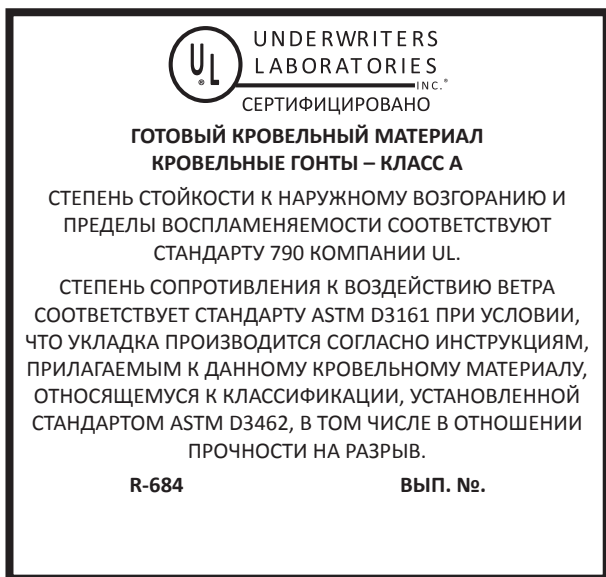 UL
®
UNDERWRITERS
LABORATORIES
INC.®
СЕРТИФИЦИРОВАНО
ГОТОВЫЙ КРОВЕЛЬНЫЙ МАТЕРИАЛ
КРОВЕЛЬНЫЕ ГОНТЫ – КЛАСС А
СТЕПЕНЬ СТОЙКОСТИ К НАРУЖНОМУ ВОЗГОРАНИЮ И
ПРЕДЕЛЫ ВОСПЛАМЕНЯЕМОСТИ СООТВЕТСТВУЮТ
СТАНДАРТУ 790 КОМПАНИИ UL.
СТЕПЕНЬ СОПРОТИВЛЕНИЯ К ВОЗДЕЙСТВИЮ ВЕТРА
СООТВЕТСТВУЕТ СТАНДАРТУ ASTM D3161 ПРИ УСЛОВИИ,
ЧТО УКЛАДКА ПРОИЗВОДИТСЯ СОГЛАСНО ИНСТРУКЦИЯМ,
ПРИЛАГАЕМЫМ К ДАННОМУ КРОВЕЛЬНОМУ МАТЕРИАЛУ,
ОТНОСЯЩЕМУСЯ К КЛАССИФИКАЦИИ, УСТАНОВЛЕННОЙ
СТАНДАРТОМ ASTM D3462, В ТОМ ЧИСЛЕ В ОТНОШЕНИИ
ПРОЧНОСТИ НА РАЗРЫВ.
R-684 ВЫП. №.